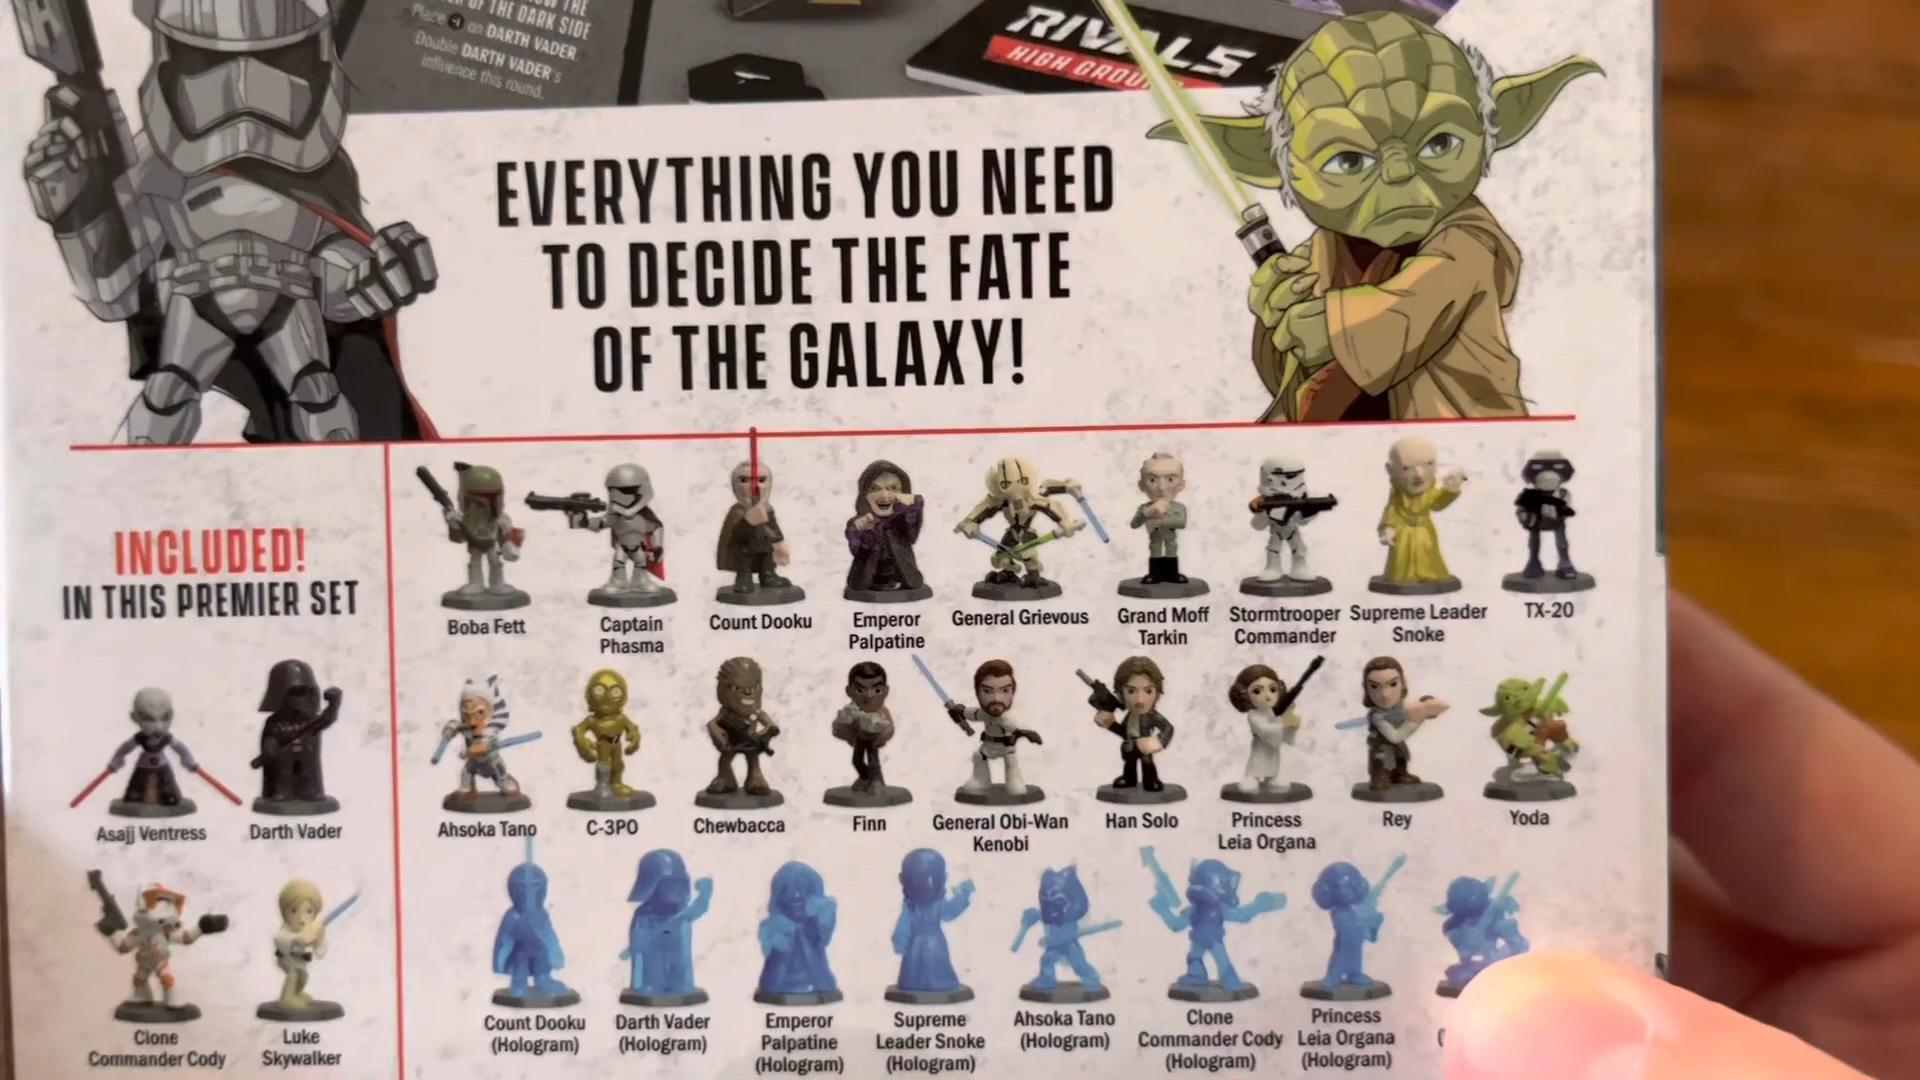 OF THE DARK SIDE
Place on DARTH VADER.
Double DARTH VADER's
influence this round.
RIVALS
EVERYTHING YOU NEED
TO DECIDE THE FATE
OF THE GALAXY!
INCLUDED!
IN THIS PREMIER SET
Asajj Ventress
Darth Vader
Clone
Commander Cody
Luke
Skywalker
Boba Fett
Captain
Phasma
Count Dooku
Emperor
Palpatine
General Grievous
Grand Moff
Tarkin
Stormtrooper
Commander
Supreme Leader
Snoke
TX-20
Ahsoka Tano
C-3PO
Chewbacca
Finn
General Obi-Wan
Kenobi
Han Solo
Princess
Leia Organa
Rey
Yoda
Count Dooku
(Hologram)
Darth Vader
(Hologram)
Emperor
Palpatine
(Hologram)
Supreme
Leader Snoke
(Hologram)
Ahsoka Tano
(Hologram)
Clone
Commander Cody
(Hologram)
Princess
Leia Organa
(Hologram)